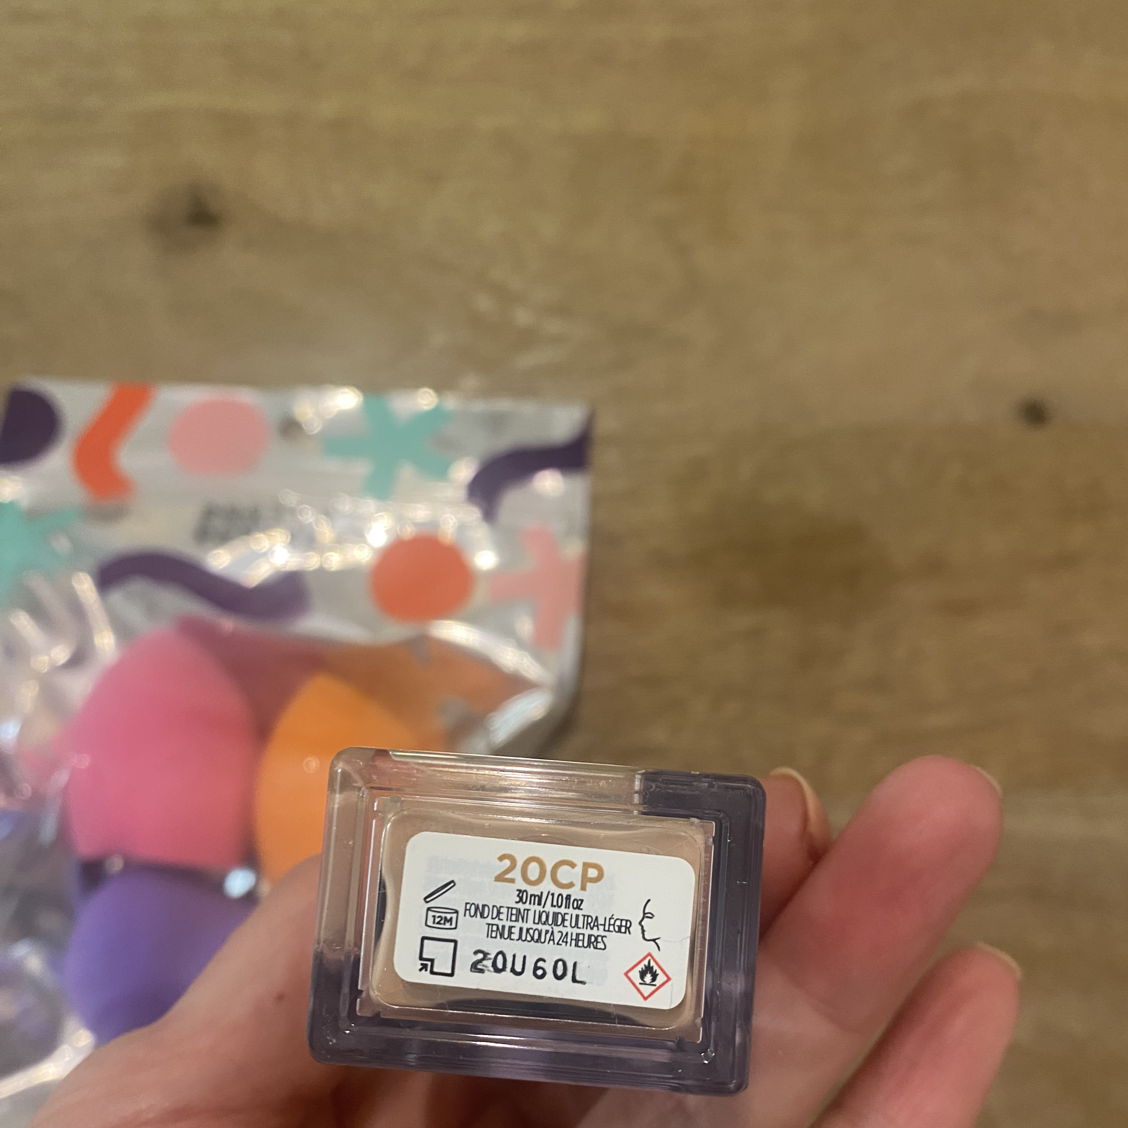 20CP
30 ml / 1.0 fl oz
FOND DE TEINT LIQUIDE ULTRA-LÉGER
TENUE JUSQU'À 24 HEURES
12M
20U60L